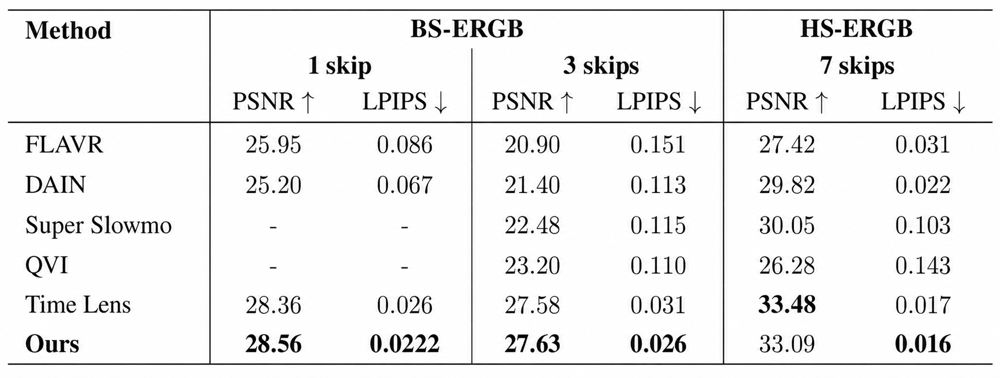 Method BS-ERGB HS-ERGB
1 skip 3 skips 7 skips
PSNR ↑ LPIPS ↓ PSNR ↑ LPIPS ↓ PSNR ↑ LPIPS ↓
FLAVR 25.95 0.086 20.90 0.151 27.42 0.031
DAIN 25.20 0.067 21.40 0.113 29.82 0.022
Super Slowmo - - 22.48 0.115 30.05 0.103
QVI - - 23.20 0.110 26.28 0.143
Time Lens 28.36 0.026 27.58 0.031 33.48 0.017
Ours 28.56 0.0222 27.63 0.026 33.09 0.016